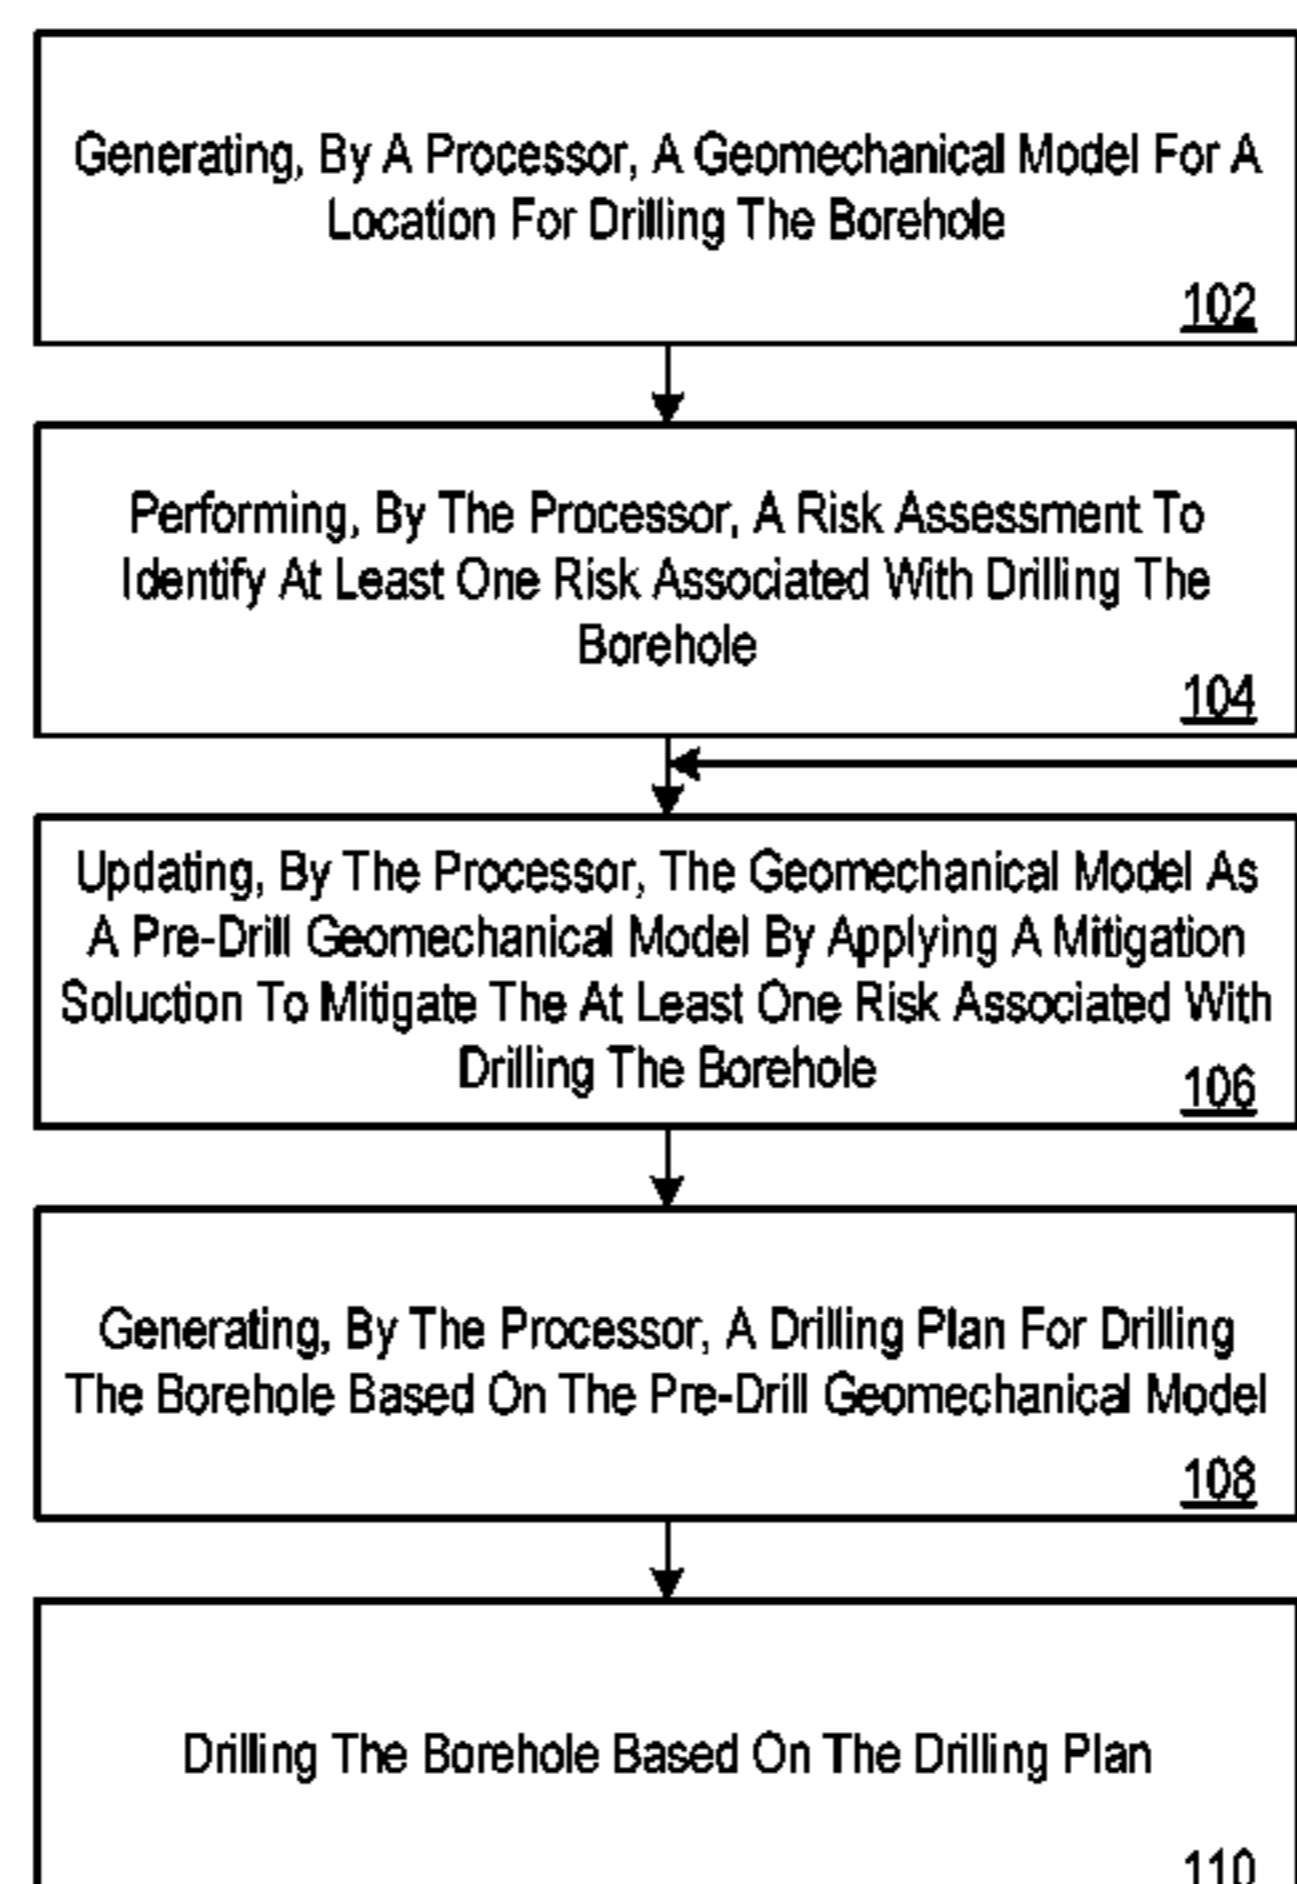 Generating, By A Processor, A Geomechanical Model For A
Location For Drilling The Borehole
102
Performing, By The Processor, A Risk Assessment To
Identify At Least One Risk Associated With Drilling The
Borehole
104
Updating, By The Processor, The Geomechanical Model As
A Pre-Drill Geomechanical Model By Applying A Mitigation
Soluction To Mitigate The At Least One Risk Associated With
Drilling The Borehole
106
Generating, By The Processor, A Drilling Plan For Drilling
The Borehole Based On The Pre-Drill Geomechanical Model
108
Drilling The Borehole Based On The Drilling Plan
110